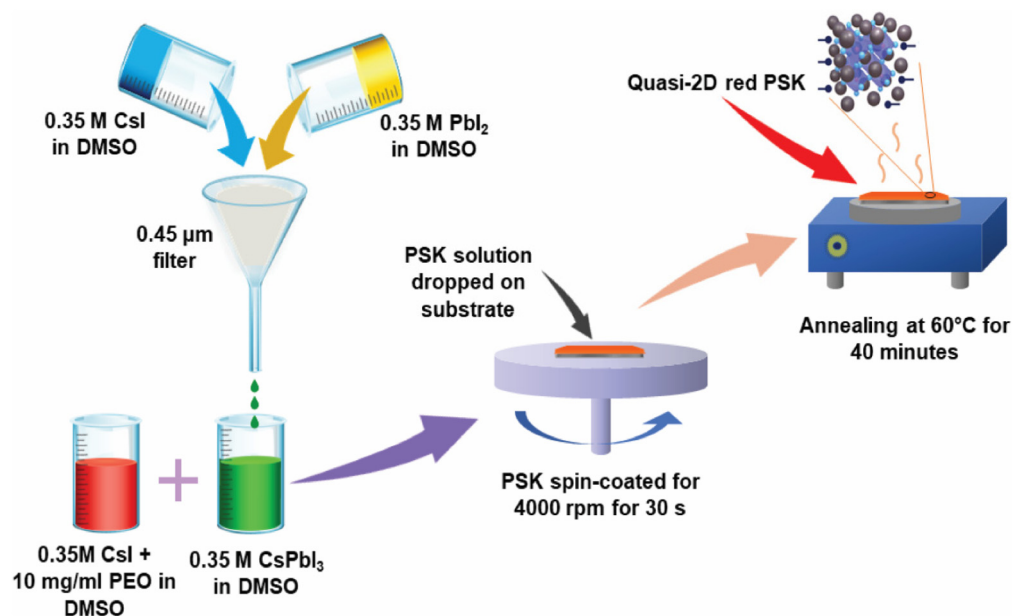 0.35 M CsI
in DMSO
0.35 M PbI₂
in DMSO
0.45 µm
filter
0.35M CsI +
10 mg/ml PEO in
DMSO
0.35 M CsPbI₃
in DMSO
PSK solution
dropped on
substrate
PSK spin-coated for
4000 rpm for 30 s
Quasi-2D red PSK
Annealing at 60°C for
40 minutes